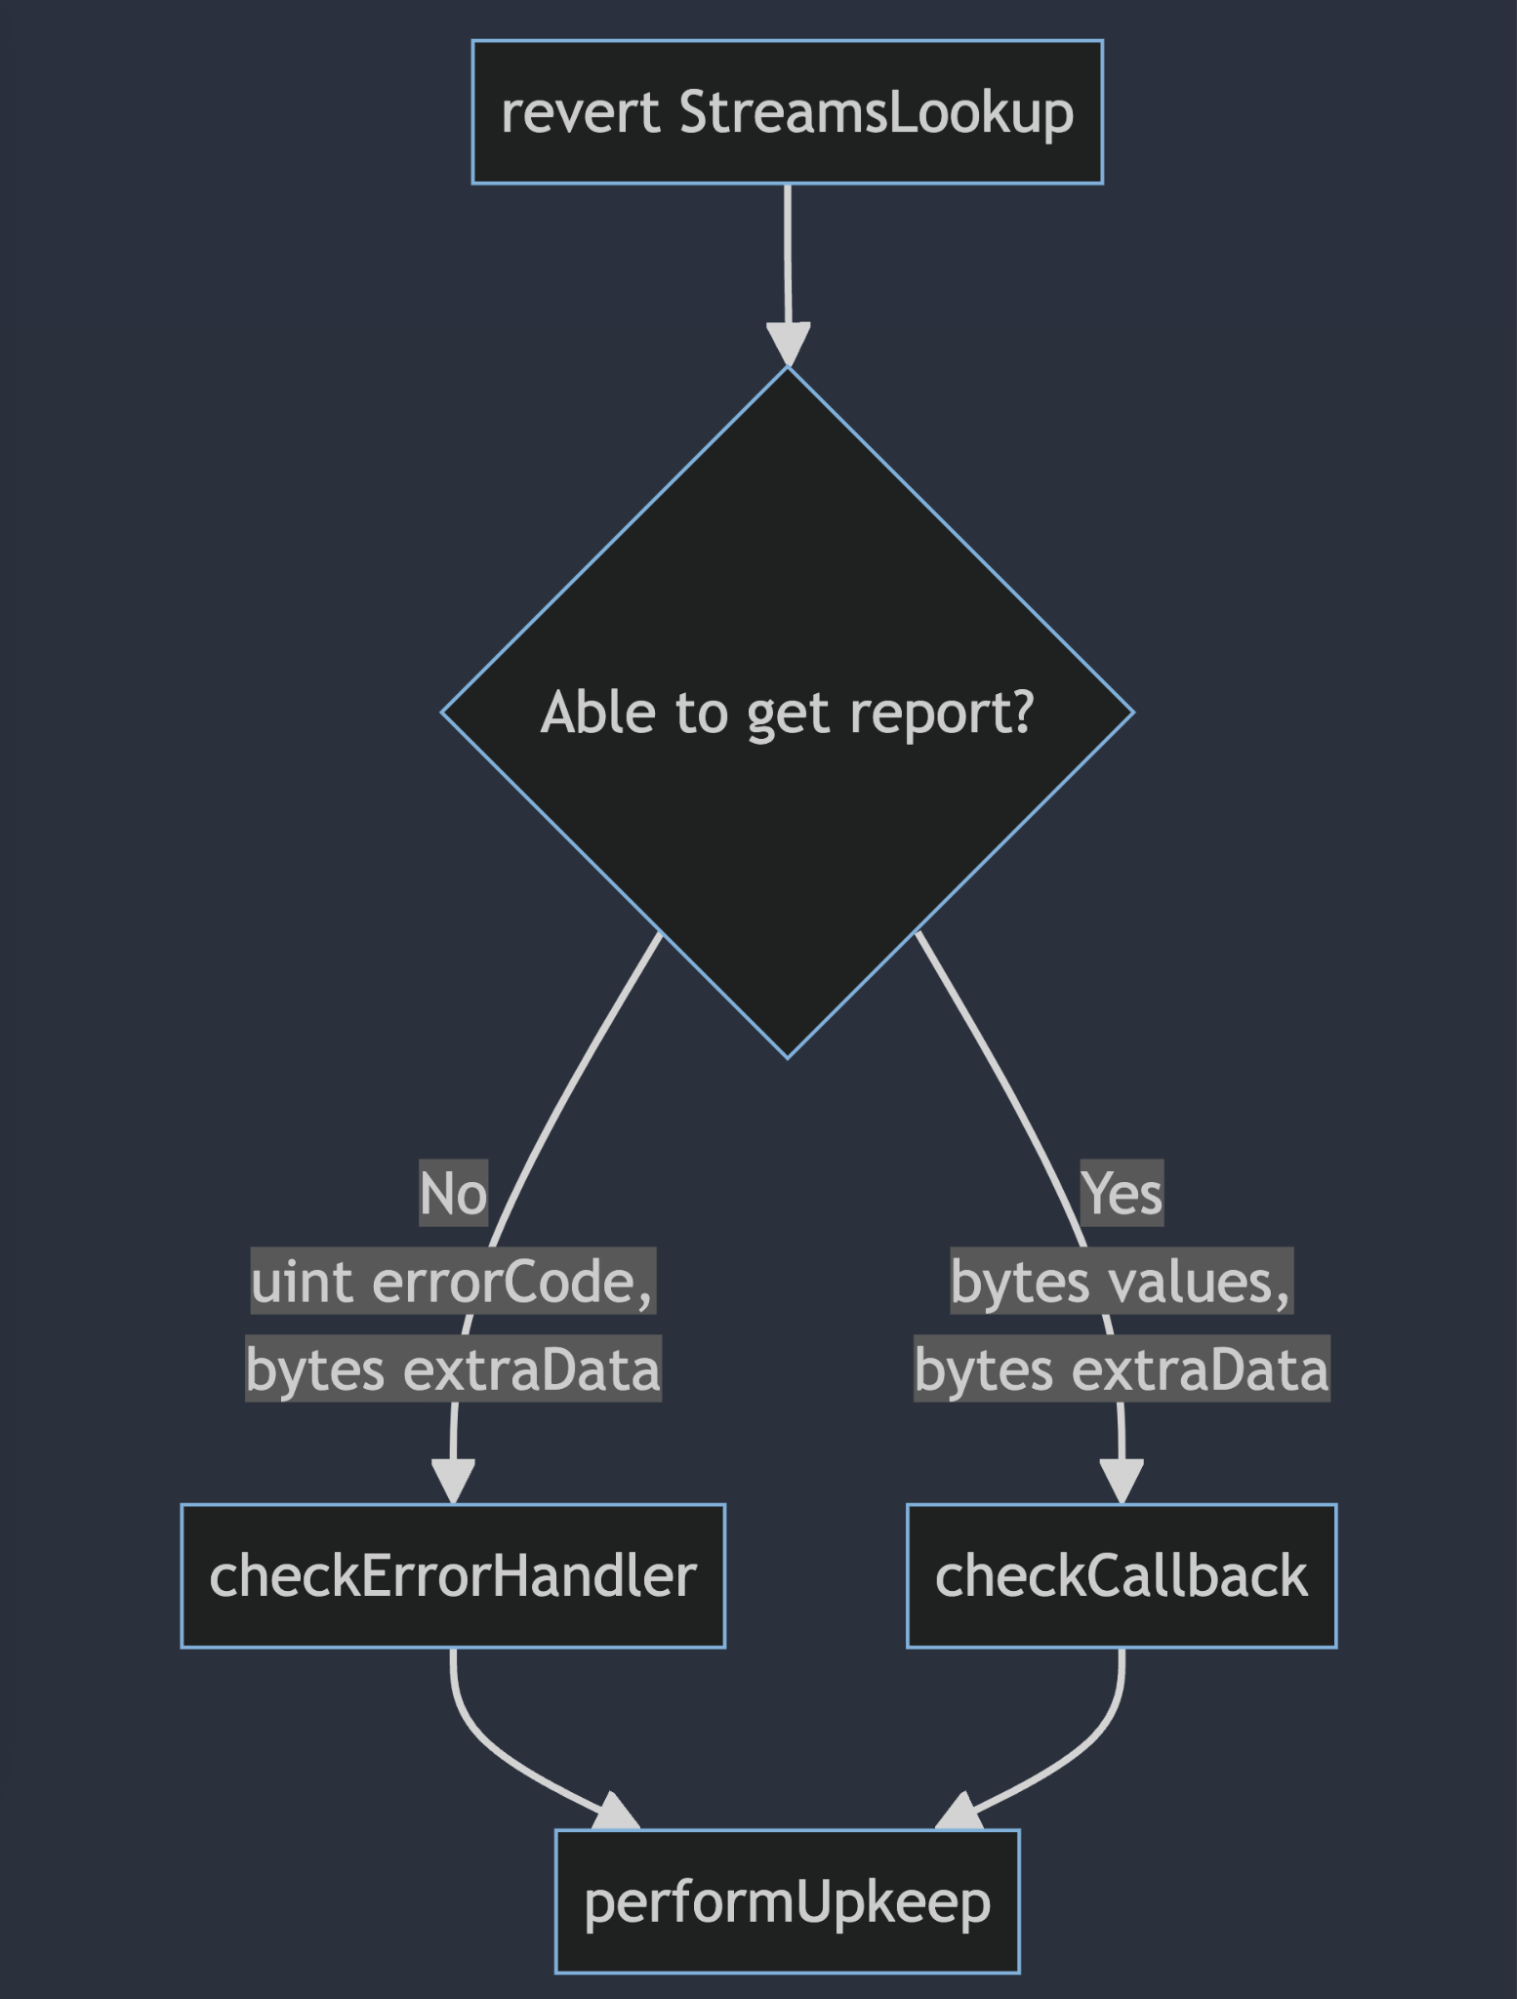 revert StreamsLookup
Able to get report?
No
uint errorCode,
bytes extraData
Yes
bytes values,
bytes extraData
checkErrorHandler
checkCallback
performUpkeep